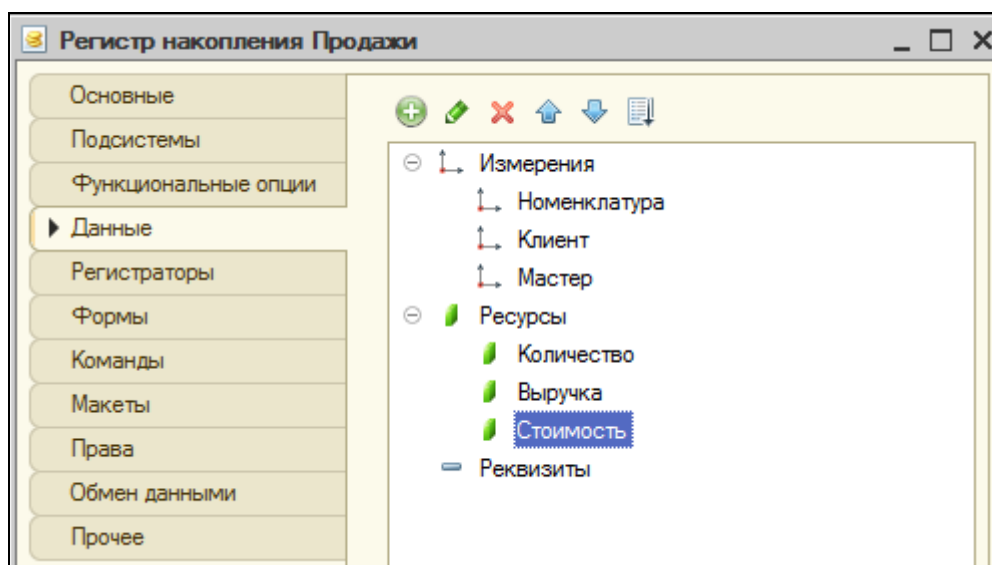 Регистр накопления Продажи
Основные
Подсистемы
Функциональные опции
Данные
Регистраторы
Формы
Команды
Макеты
Права
Обмен данными
Прочее
Измерения
Номенклатура
Клиент
Мастер
Ресурсы
Количество
Выручка
Стоимость
Реквизиты